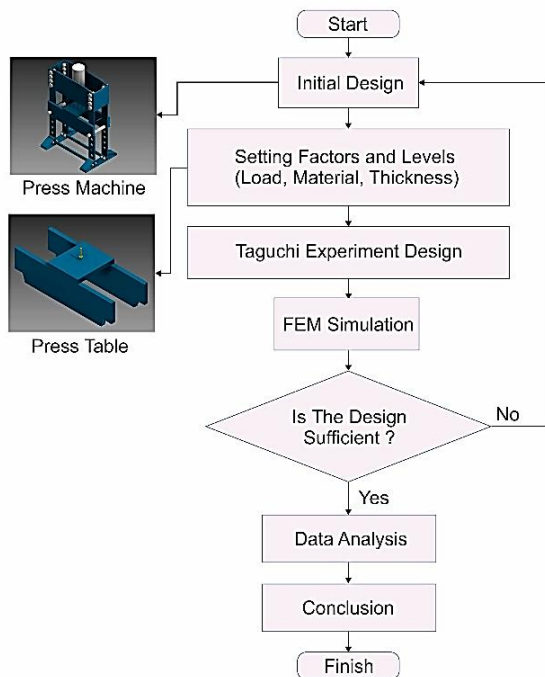 Start
Initial Design
Press Machine
Setting Factors and Levels
(Load, Material, Thickness)
Taguchi Experiment Design
Press Table
FEM Simulation
Is The Design
Sufficient ?
No
Yes
Data Analysis
Conclusion
Finish